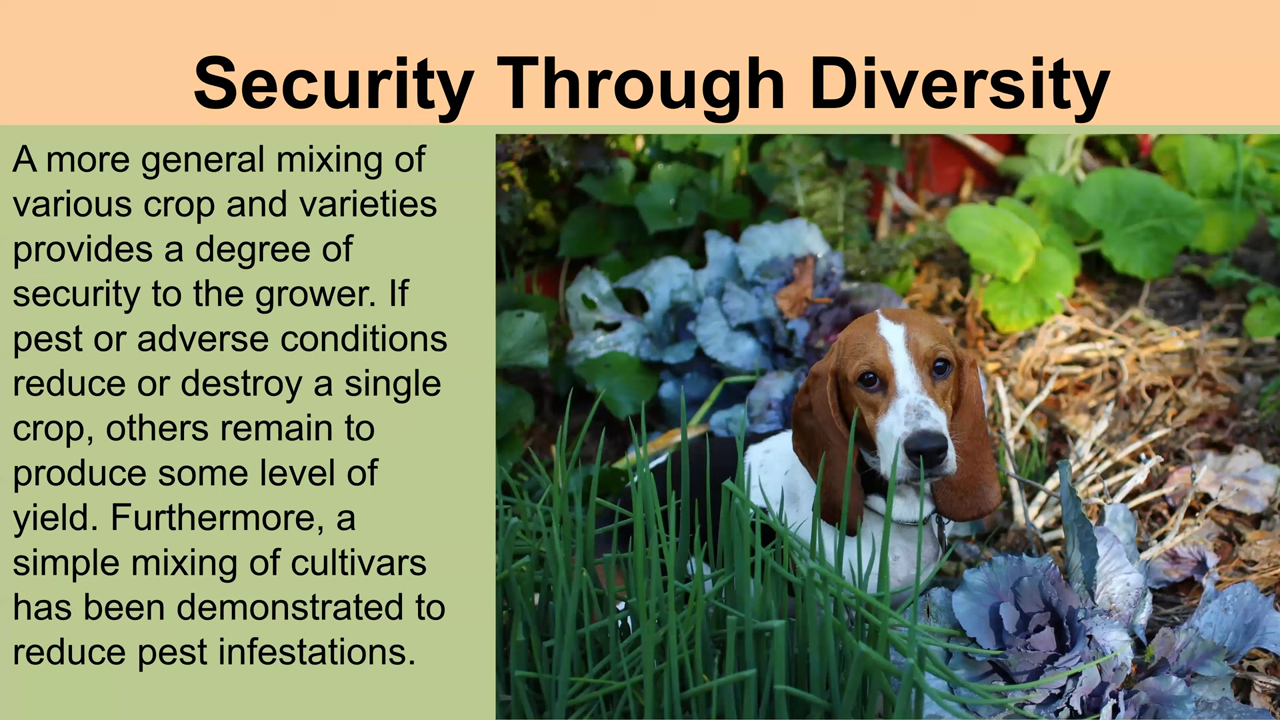 Security Through Diversity
A more general mixing of
various crop and varieties
provides a degree of
security to the grower. If
pest or adverse conditions
reduce or destroy a single
crop, others remain to
produce some level of
yield. Furthermore, a
simple mixing of cultivars
has been demonstrated to
reduce pest infestations.